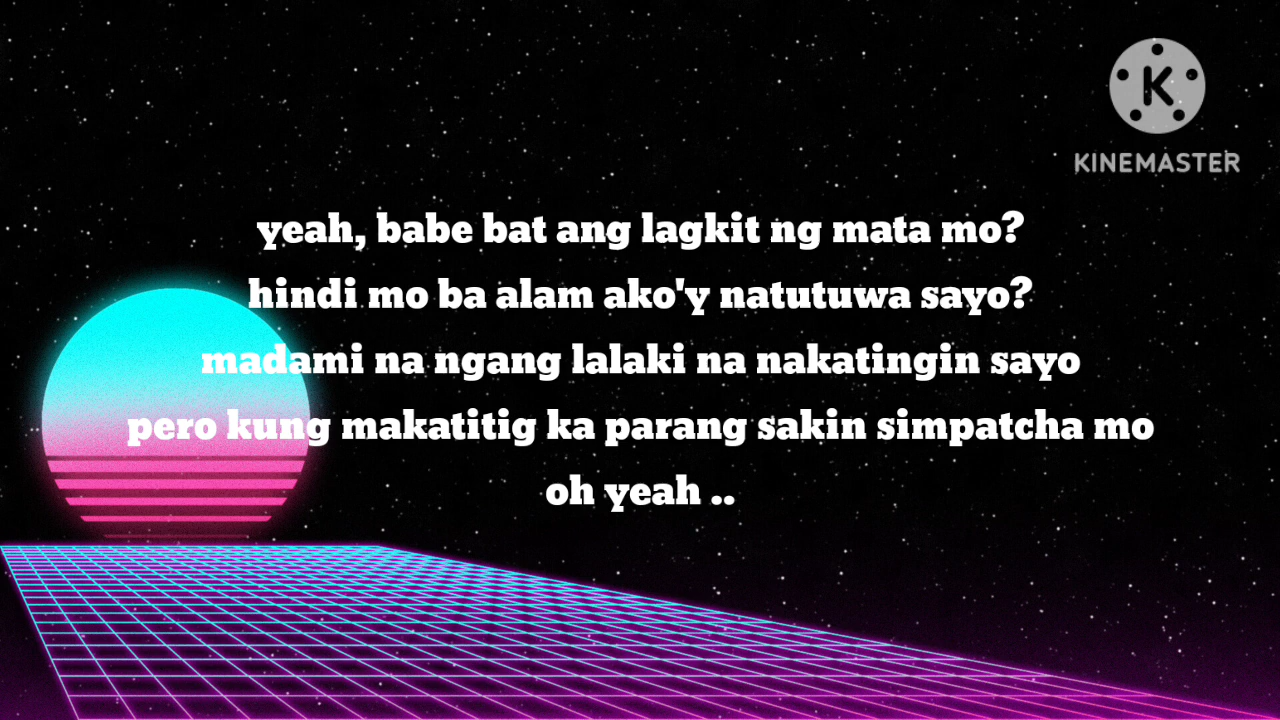 K
KINEMASTER
yeah, babe bat ang lagkit ng mata mo?
hindi mo ba alam ako'y natutuwa sayo?
madami na ngang lalaki na nakatingin sayo
pero kung makatitig ka parang sakin simpatcha mo
oh yeah ..